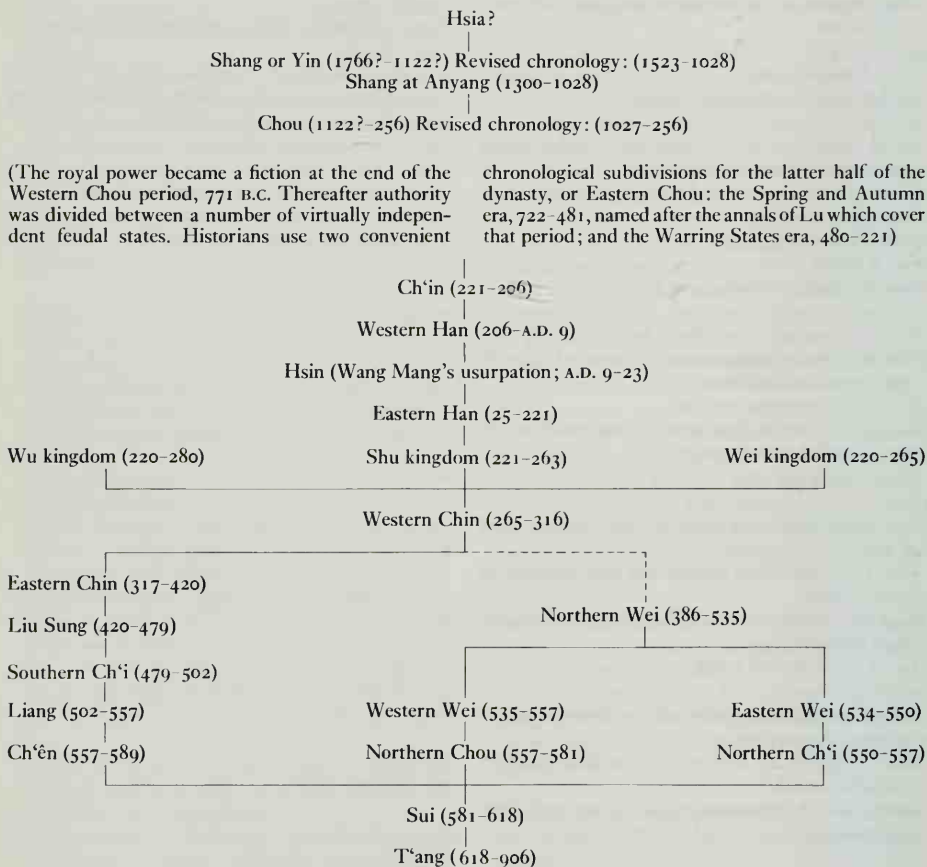 Hsia?
Shang or Yin (1766?-1122?) Revised chronology: (1523-1028)
Shang at Anyang (1300-1028)
Chou (1122?-256) Revised chronology: (1027-256)
(The royal power became a fiction at the end of the
Western Chou period, 771 B.C. Thereafter authority
was divided between a number of virtually indepen-
dent feudal states. Historians use two convenient
chronological subdivisions for the latter half of the
dynasty, or Eastern Chou: the Spring and Autumn
era, 722-481, named after the annals of Lu which cover
that period; and the Warring States era, 480-221)
Ch‘in (221-206)
Western Han (206-A.D. 9)
Hsin (Wang Mang's usurpation; A.D. 9-23)
Eastern Han (25-221)
Wu kingdom (220-280)
Shu kingdom (221-263)
Wei kingdom (220-265)
Western Chin (265-316)
Eastern Chin (317-420)
Northern Wei (386-535)
Liu Sung (420-479)
Southern Ch‘i (479-502)
Liang (502-557)
Western Wei (535-557)
Eastern Wei (534-550)
Ch‘ên (557-589)
Northern Chou (557-581)
Northern Ch‘i (550-557)
Sui (581-618)
T‘ang (618-906)